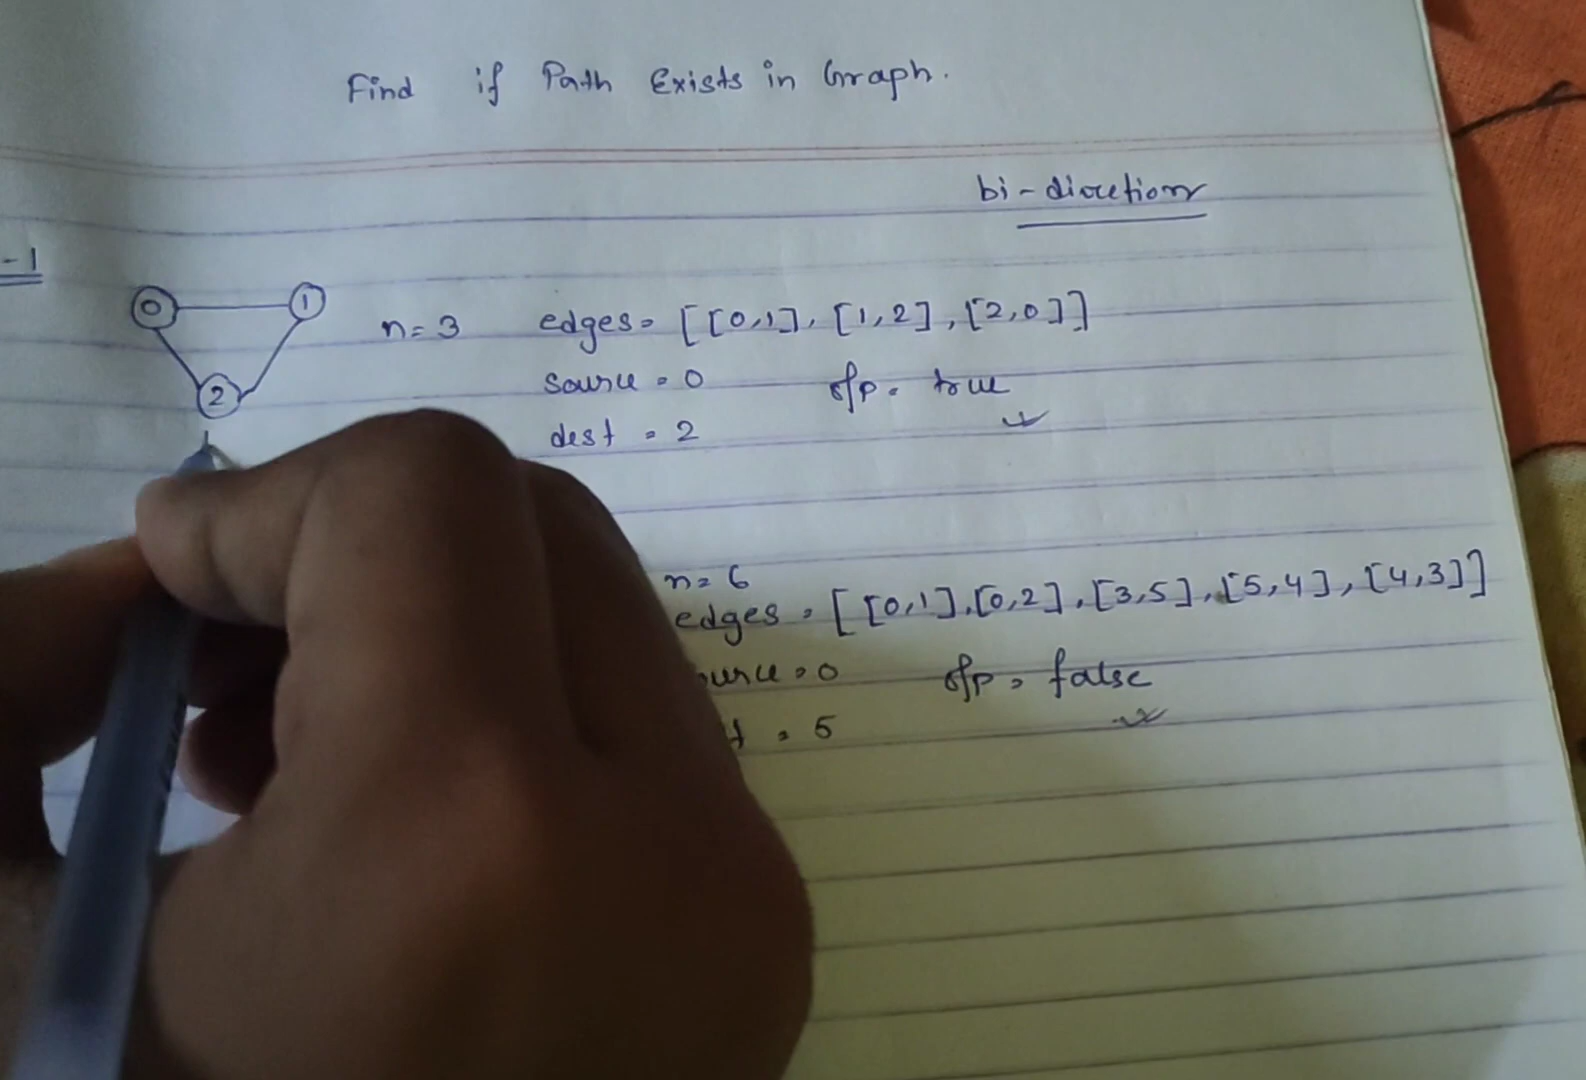 Find if Path Exists in Graph.
bi-direction
-1
0 1
n=3 edges= [[0,1], [1,2], [2,0]]
2
source = 0 o/p = true
dest = 2
n=6
edges = [[0,1],[0,2],[3,5],[5,4],[4,3]]
ource = 0 o/p = false
t = 5